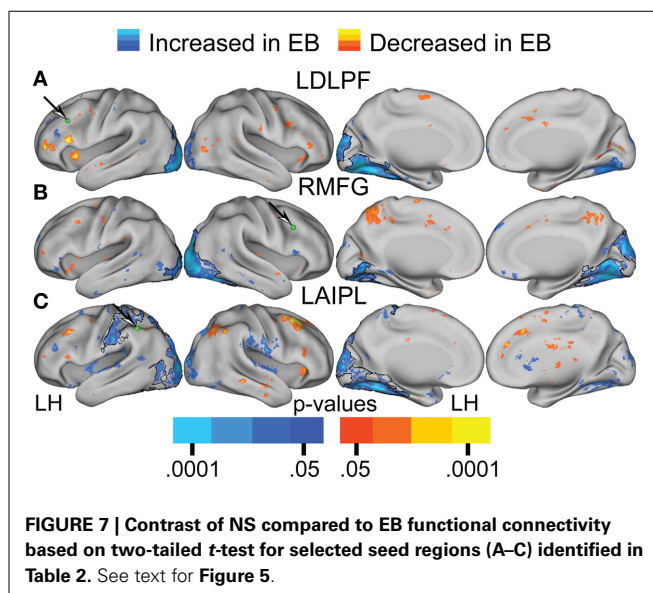 Increased in EB Decreased in EB
A LDLPF
B RMFG
C LAIPL
LH p-values LH
.0001 .05 .05 .0001
FIGURE 7 | Contrast of NS compared to EB functional connectivity
based on two-tailed t-test for selected seed regions (A–C) identified in
Table 2. See text for Figure 5.